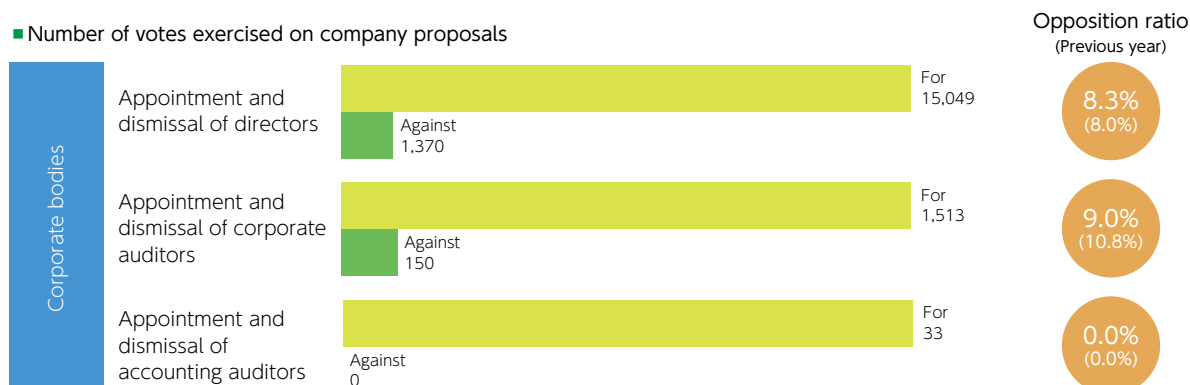 ■ Number of votes exercised on company proposals
Opposition ratio
(Previous year)
Corporate bodies
Appointment and
dismissal of directors
For
15,049
Against
1,370
8.3%
(8.0%)
Appointment and
dismissal of corporate
auditors
For
1,513
Against
150
9.0%
(10.8%)
Appointment and
dismissal of
accounting auditors
For
33
Against
0
0.0%
(0.0%)